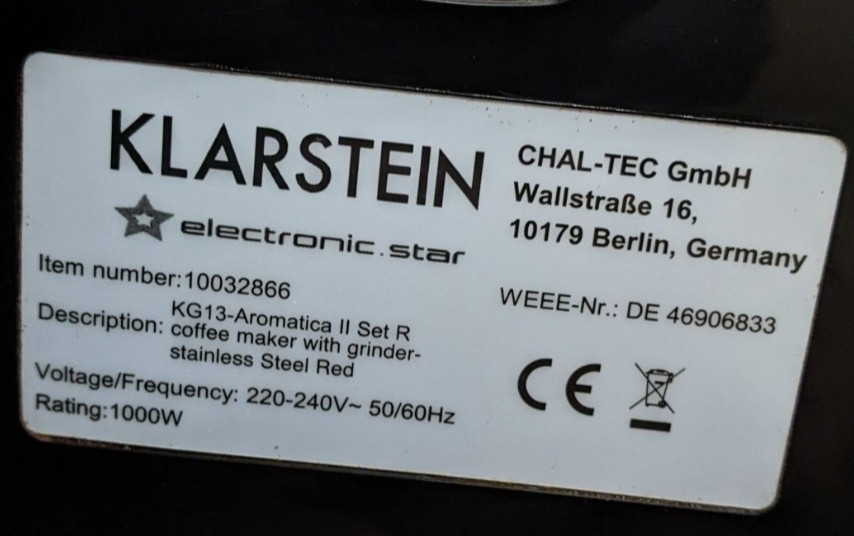 KLARSTEIN
electronic.star
CHAL-TEC GmbH
Wallstraße 16,
10179 Berlin, Germany
Item number:10032866
Description: KG13-Aromatica II Set R
coffee maker with grinder-
stainless Steel Red
Voltage/Frequency: 220-240V~ 50/60Hz
Rating:1000W
WEEE-Nr.: DE 46906833
CE